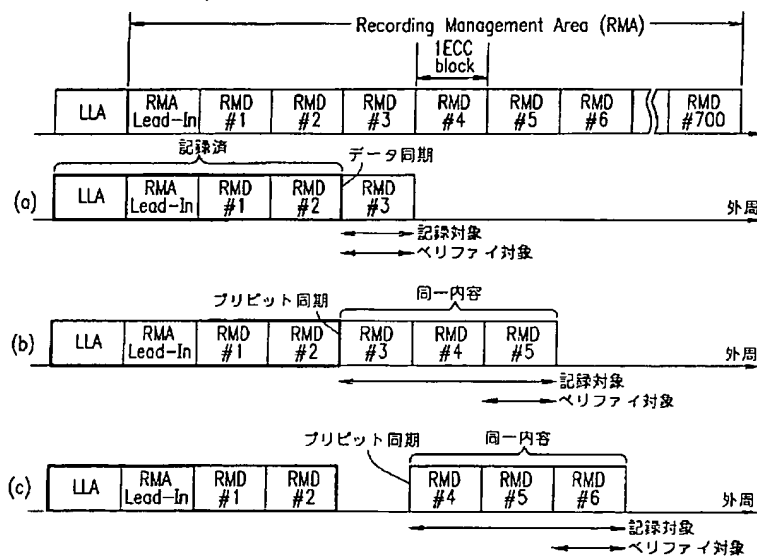 Recording Management Area (RMA)
1ECC
block
LLA
RMA
Lead-In
RMD
#1
RMD
#2
RMD
#3
RMD
#4
RMD
#5
RMD
#6
RMD
#700
記録済
データ同期
(a)
LLA
RMA
Lead-In
RMD
#1
RMD
#2
RMD
#3
外周
記録対象
ベリファイ対象
プリピット同期
同一内容
(b)
LLA
RMA
Lead-In
RMD
#1
RMD
#2
RMD
#3
RMD
#4
RMD
#5
外周
記録対象
ベリファイ対象
プリピット同期
同一内容
(c)
LLA
RMA
Lead-In
RMD
#1
RMD
#2
RMD
#4
RMD
#5
RMD
#6
外周
記録対象
ベリファイ対象